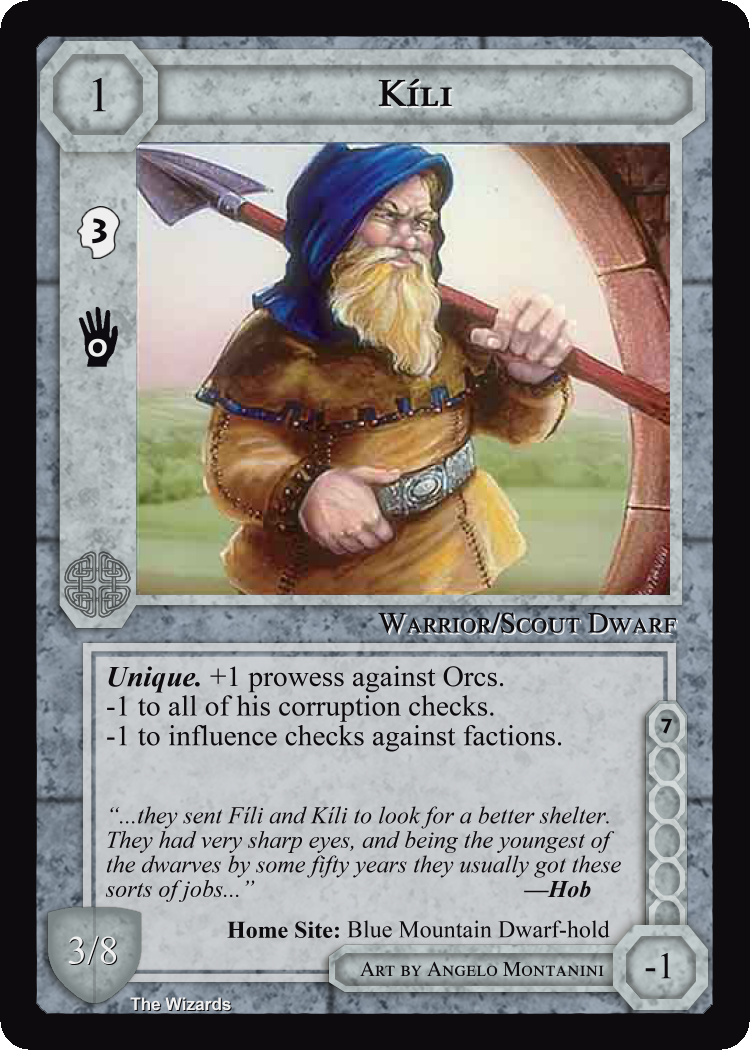 1
Kíli
3
0
Warrior/Scout Dwarf
Unique. +1 prowess against Orcs.
-1 to all of his corruption checks.
-1 to influence checks against factions.
7
“...they sent Fíli and Kíli to look for a better shelter.
They had very sharp eyes, and being the youngest of
the dwarves by some fifty years they usually got these
sorts of jobs...” —Hob
Home Site: Blue Mountain Dwarf-hold
3/8
Art by Angelo Montanini
-1
The Wizards